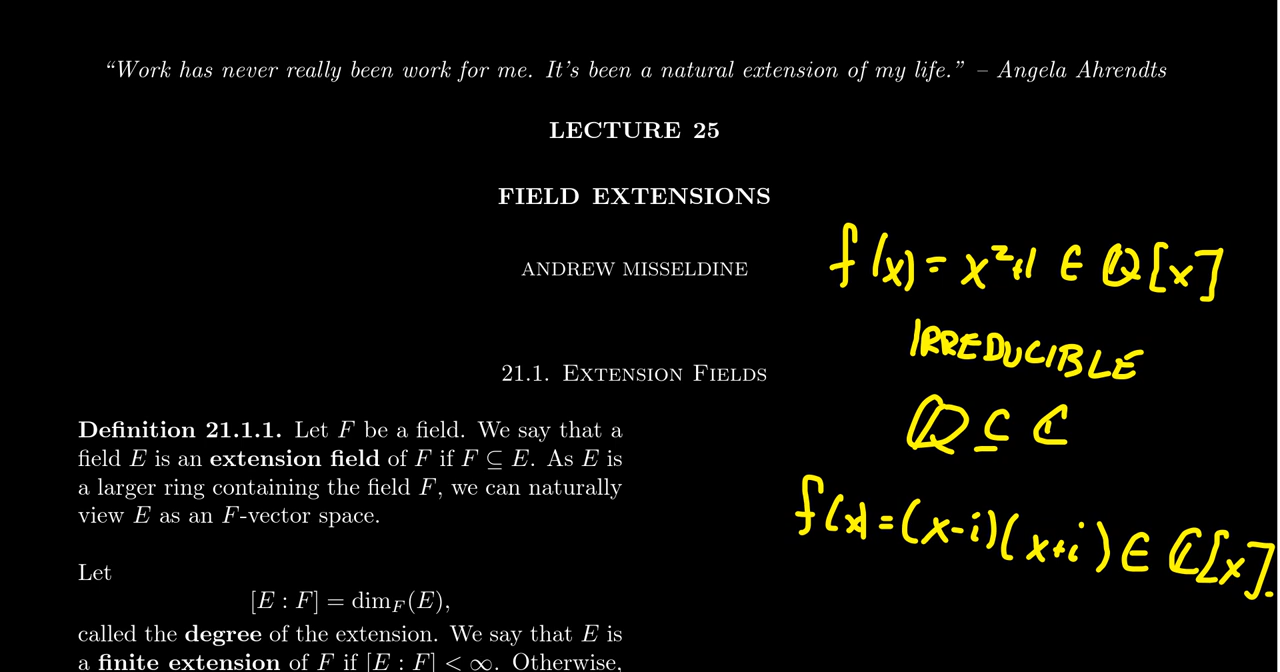 “Work has never really been work for me. It’s been a natural extension of my life.” – Angela Ahrendts
LECTURE 25
FIELD EXTENSIONS
ANDREW MISSELDINE
f(x) = x²+1 ∈ ℚ[x]
IRREDUCIBLE
ℚ ⊆ ℂ
f(x) = (x-i)(x+i) ∈ ℂ[x].
21.1. Extension Fields
Definition 21.1.1. Let F be a field. We say that a
field E is an extension field of F if F ⊆ E. As E is
a larger ring containing the field F, we can naturally
view E as an F-vector space.
Let
[E : F] = dim_F(E),
called the degree of the extension. We say that E is
a finite extension of F if [E : F] < ∞. Otherwise,